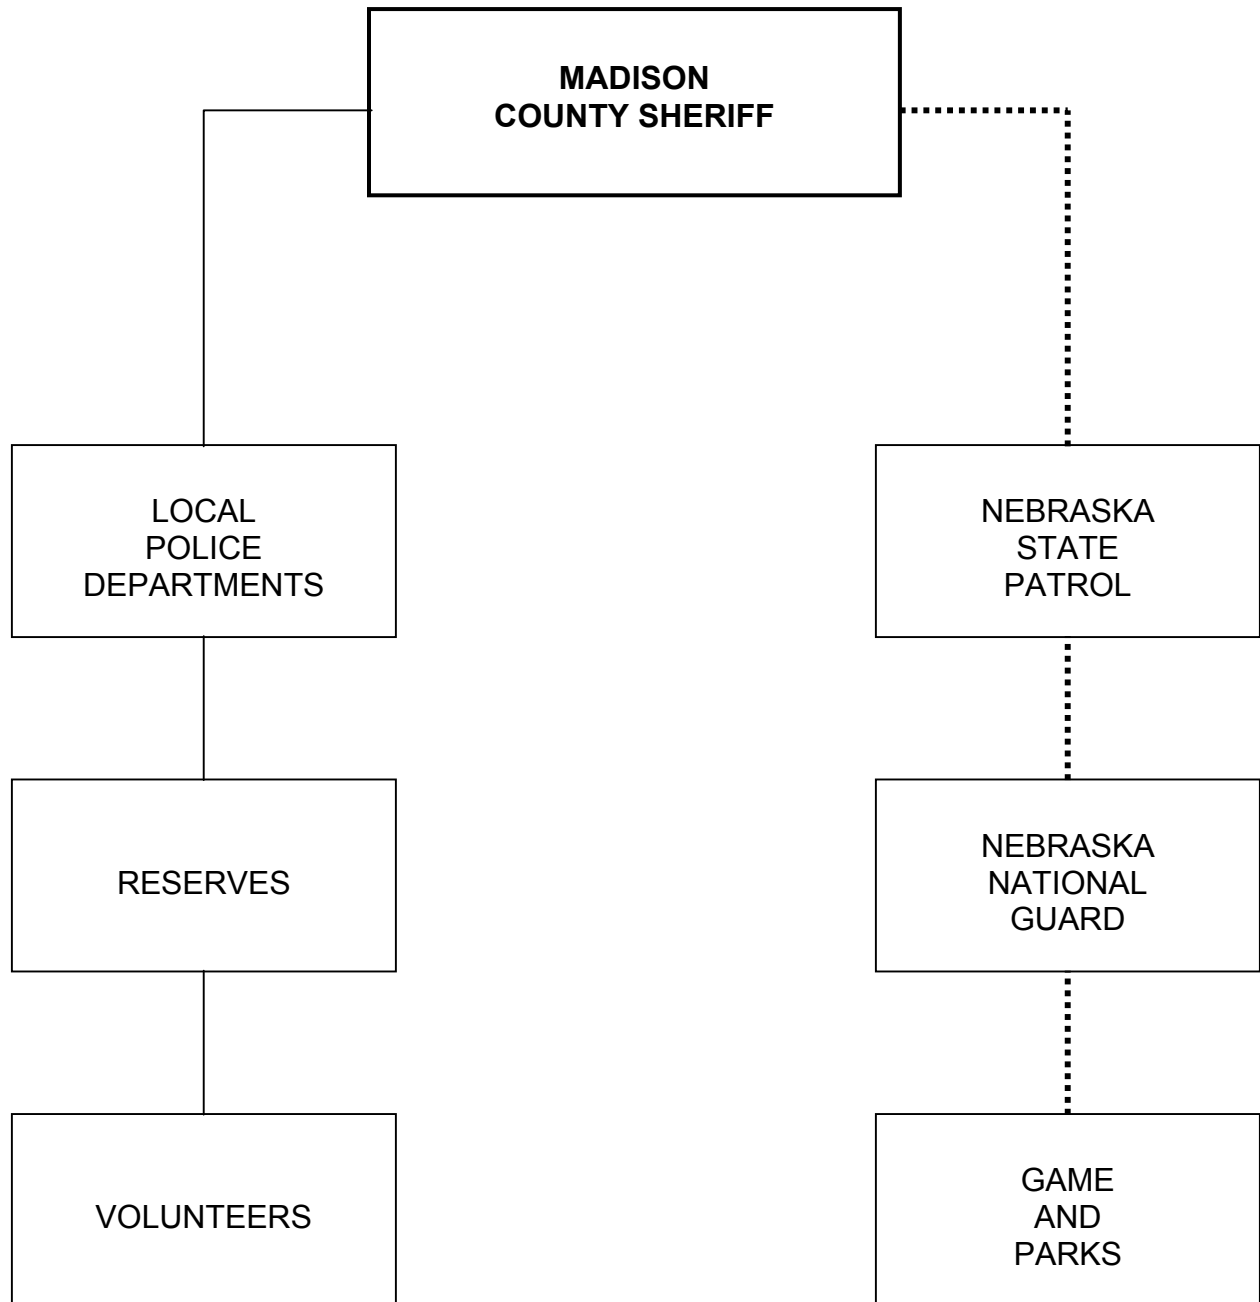 MADISON
COUNTY SHERIFF
LOCAL
POLICE
DEPARTMENTS
NEBRASKA
STATE
PATROL
RESERVES
NEBRASKA
NATIONAL
GUARD
VOLUNTEERS
GAME
AND
PARKS